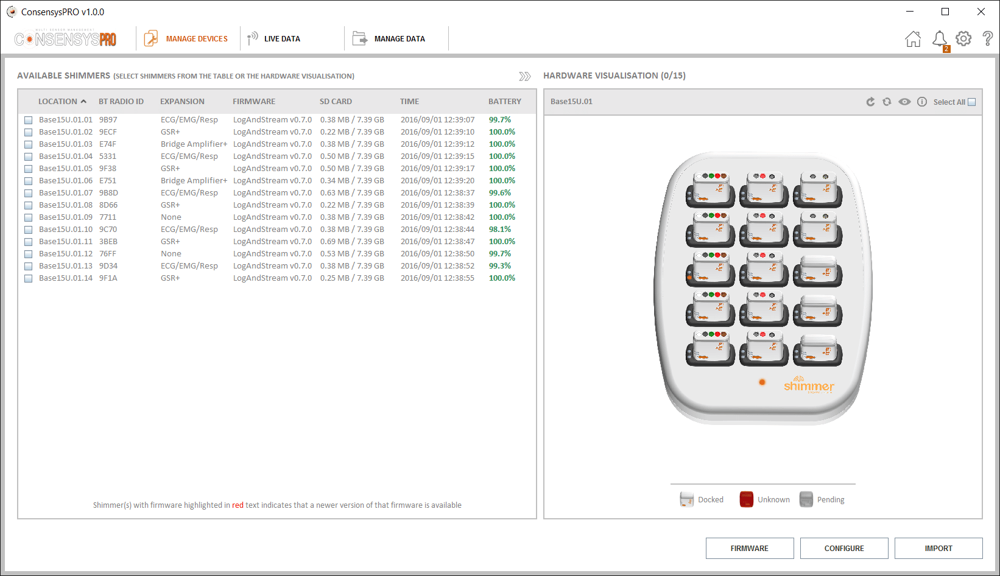 ConsensysPRO v1.0.0
MULTI SENSOR MANAGEMENT
CONSENSYSPRO
MANAGE DEVICES
LIVE DATA
MANAGE DATA
2
AVAILABLE SHIMMERS (SELECT SHIMMERS FROM THE TABLE OR THE HARDWARE VISUALISATION)
HARDWARE VISUALISATION (0/15)
LOCATION BT RADIO ID EXPANSION FIRMWARE SD CARD TIME BATTERY
Base15U.01.01 9B97 ECG/EMG/Resp LogAndStream v0.7.0 0.38 MB / 7.39 GB 2016/09/01 12:39:07 99.7%
Base15U.01.02 9ECF GSR+ LogAndStream v0.7.0 0.22 MB / 7.39 GB 2016/09/01 12:39:10 100.0%
Base15U.01.03 E74F Bridge Amplifier+ LogAndStream v0.7.0 0.38 MB / 7.39 GB 2016/09/01 12:39:12 100.0%
Base15U.01.04 5331 ECG/EMG/Resp LogAndStream v0.7.0 0.50 MB / 7.39 GB 2016/09/01 12:39:15 100.0%
Base15U.01.05 9F38 GSR+ LogAndStream v0.7.0 0.50 MB / 7.39 GB 2016/09/01 12:39:17 100.0%
Base15U.01.06 E751 Bridge Amplifier+ LogAndStream v0.7.0 0.34 MB / 7.39 GB 2016/09/01 12:39:20 100.0%
Base15U.01.07 9B8D ECG/EMG/Resp LogAndStream v0.7.0 0.63 MB / 7.39 GB 2016/09/01 12:38:37 99.6%
Base15U.01.08 8D66 GSR+ LogAndStream v0.7.0 0.22 MB / 7.39 GB 2016/09/01 12:38:39 100.0%
Base15U.01.09 7711 None LogAndStream v0.7.0 0.38 MB / 7.39 GB 2016/09/01 12:38:42 100.0%
Base15U.01.10 9C70 ECG/EMG/Resp LogAndStream v0.7.0 0.38 MB / 7.39 GB 2016/09/01 12:38:44 98.1%
Base15U.01.11 3BEB GSR+ LogAndStream v0.7.0 0.69 MB / 7.39 GB 2016/09/01 12:38:47 100.0%
Base15U.01.12 76FF None LogAndStream v0.7.0 0.53 MB / 7.39 GB 2016/09/01 12:38:50 99.7%
Base15U.01.13 9D34 ECG/EMG/Resp LogAndStream v0.7.0 0.38 MB / 7.39 GB 2016/09/01 12:38:52 99.3%
Base15U.01.14 9F1A GSR+ LogAndStream v0.7.0 0.25 MB / 7.39 GB 2016/09/01 12:38:55 100.0%
Shimmer(s) with firmware highlighted in red text indicates that a newer version of that firmware is available
Base15U.01
Select All
shimmer
Docked
Unknown
Pending
FIRMWARE
CONFIGURE
IMPORT